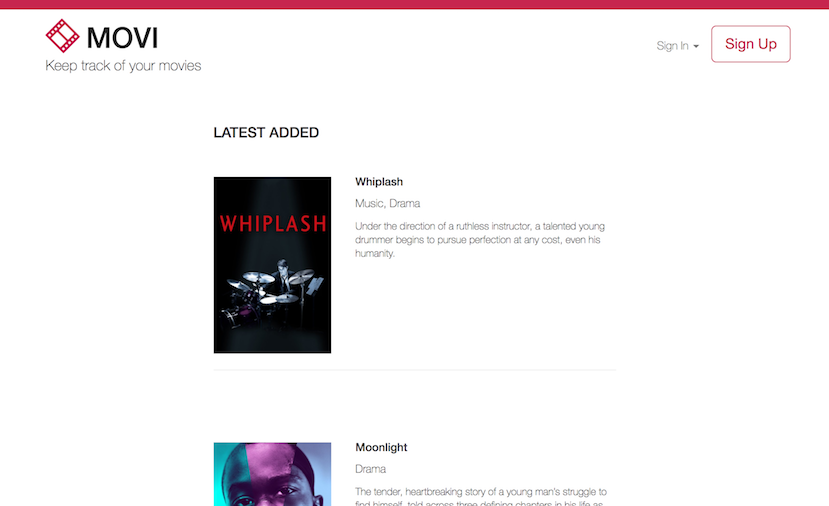 MOVI
Keep track of your movies
Sign In
Sign Up
LATEST ADDED
WHIPLASH
Whiplash
Music, Drama
Under the direction of a ruthless instructor, a talented young
drummer begins to pursue perfection at any cost, even his
humanity.
Moonlight
Drama
The tender, heartbreaking story of a young man's struggle to
find himself, told across three defining chapters in his life as